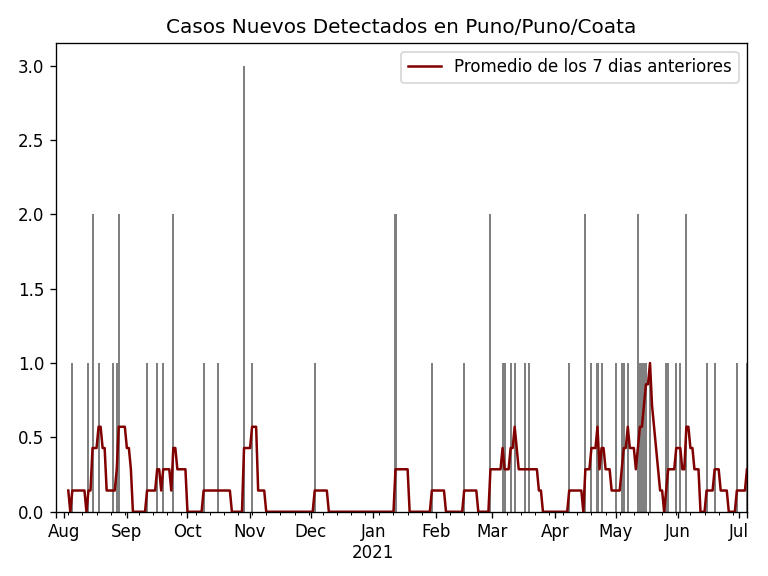 Casos Nuevos Detectados en Puno/Puno/Coata
Promedio de los 7 dias anteriores
3.0
2.5
2.0
1.5
1.0
0.5
0.0
Aug Sep Oct Nov Dec Jan Feb Mar Apr May Jun Jul
2021